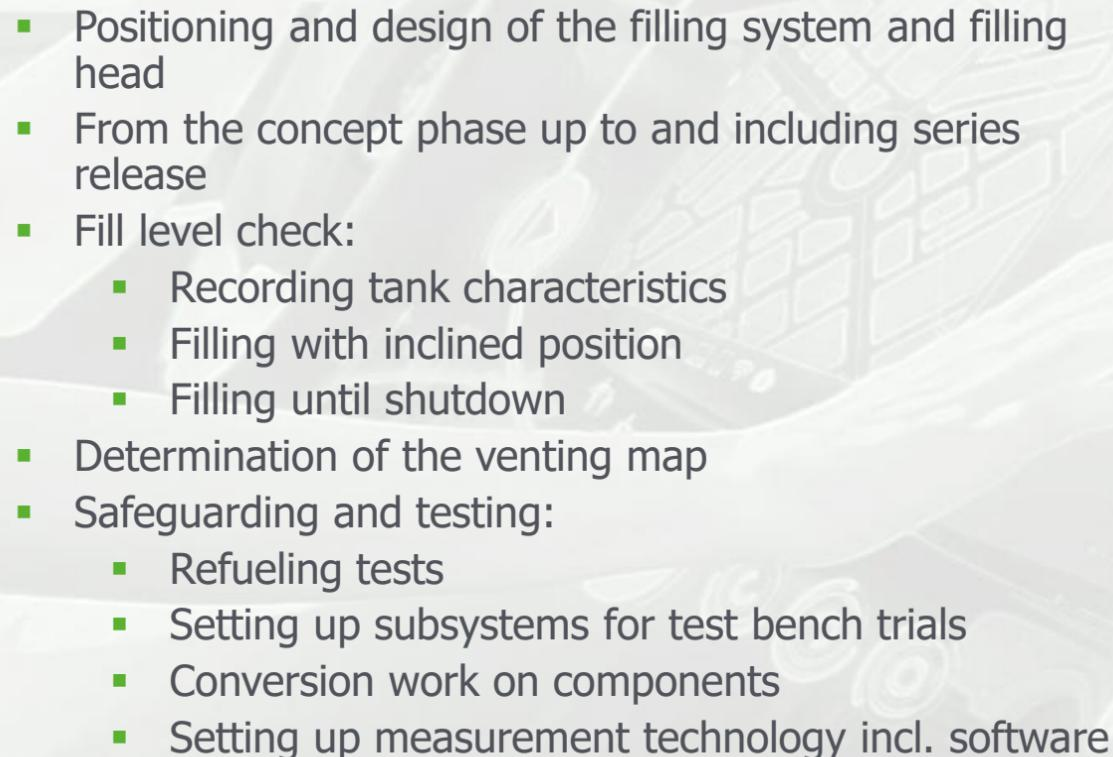 ▪ Positioning and design of the filling system and filling
head
▪ From the concept phase up to and including series
release
▪ Fill level check:
▪ Recording tank characteristics
▪ Filling with inclined position
▪ Filling until shutdown
▪ Determination of the venting map
▪ Safeguarding and testing:
▪ Refueling tests
▪ Setting up subsystems for test bench trials
▪ Conversion work on components
▪ Setting up measurement technology incl. software